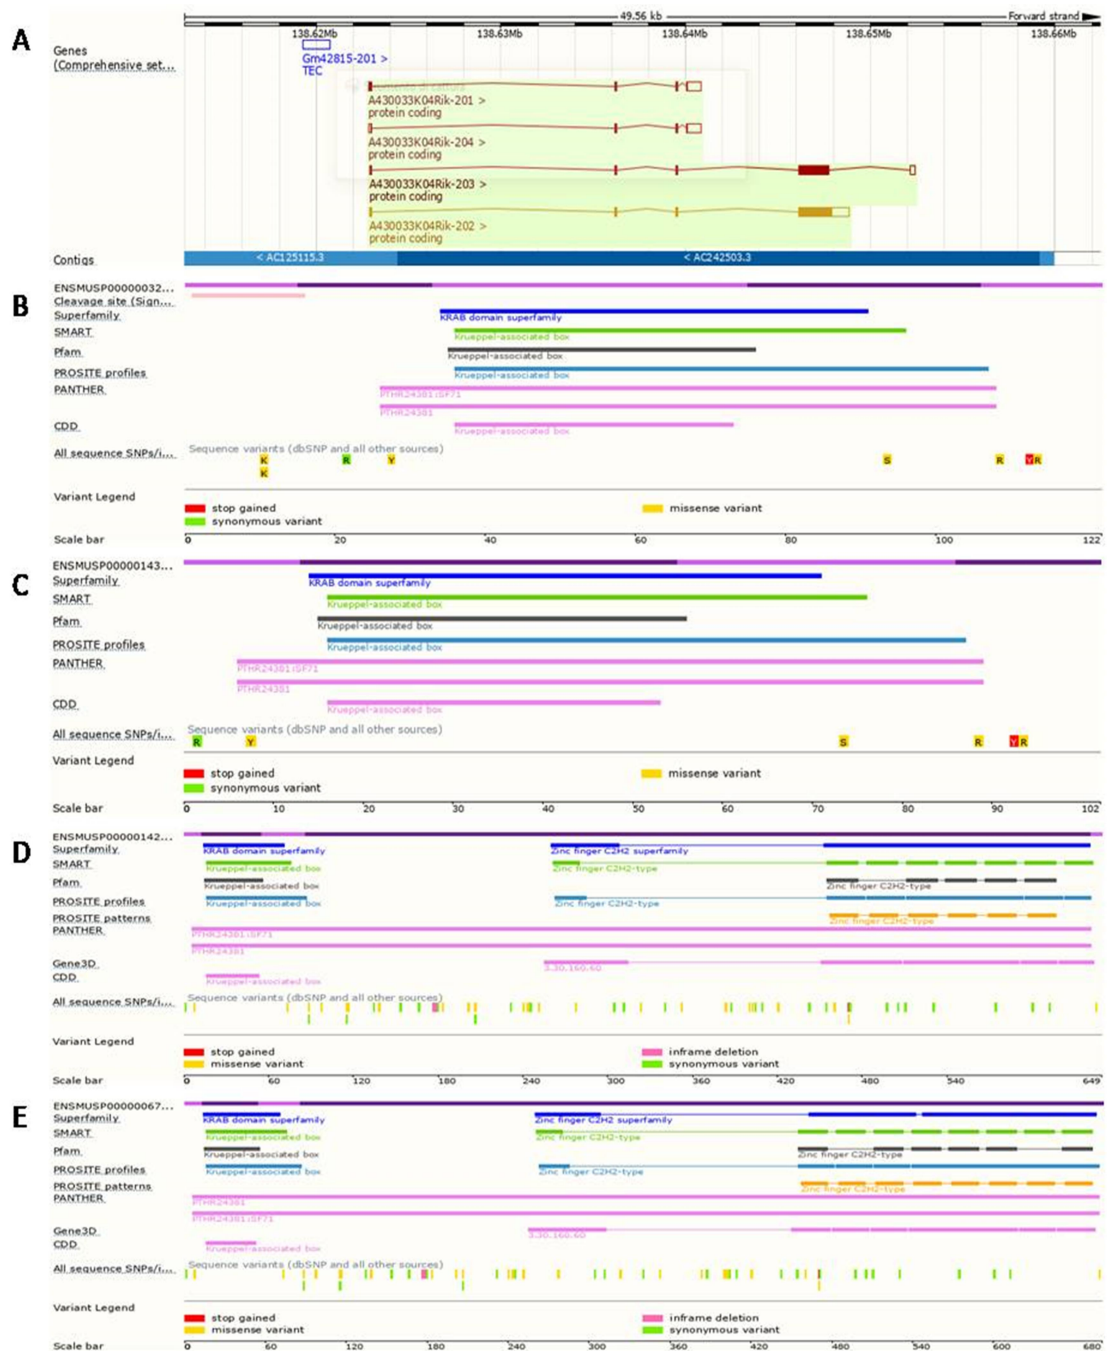 A
49.56 kb
Forward strand
138.62Mb 138.63Mb 138.64Mb 138.65Mb 138.66Mb
Genes
(Comprehensive set...
Gm42815-201 >
TEC
A430033K04Rik-201 >
protein coding
A430033K04Rik-204 >
protein coding
A430033K04Rik-203 >
protein coding
A430033K04Rik-202 >
protein coding
Contigs
< AC125115.3
< AC242503.3
B
ENSMUSP00000032...
Cleavage site (Sign...
Superfamily
KRAB domain superfamily
SMART
Krueppel-associated box
Pfam
Krueppel-associated box
PROSITE profiles
Krueppel-associated box
PANTHER
PTHR24381:SF71
PTHR24381
CDD
Krueppel-associated box
Sequence variants (dbSNP and all other sources)
All sequence SNPs/i...
K R Y S R Y R
K
Variant Legend
stop gained
missense variant
synonymous variant
Scale bar
0 20 40 60 80 100 122
C
ENSMUSP00000143...
Superfamily
KRAB domain superfamily
SMART
Krueppel-associated box
Pfam
Krueppel-associated box
PROSITE profiles
Krueppel-associated box
PANTHER
PTHR24381:SF71
PTHR24381
CDD
Krueppel-associated box
Sequence variants (dbSNP and all other sources)
All sequence SNPs/i...
R Y S R Y R
Variant Legend
stop gained
missense variant
synonymous variant
Scale bar
0 10 20 30 40 50 60 70 80 90 102
D
ENSMUSP00000142...
Superfamily
KRAB domain superfamily Zinc finger C2H2 superfamily
SMART
Krueppel-associated box Zinc finger C2H2-type
Pfam
Krueppel-associated box Zinc finger C2H2-type
PROSITE profiles
Krueppel-associated box Zinc finger C2H2-type
PROSITE patterns
Zinc finger C2H2-type
PANTHER
PTHR24381:SF71
PTHR24381
Gene3D
3.30.160.60
CDD
Krueppel-associated box
Sequence variants (dbSNP and all other sources)
All sequence SNPs/i...
Variant Legend
stop gained
inframe deletion
missense variant
synonymous variant
Scale bar
0 60 120 180 240 300 360 420 480 540 649
E
ENSMUSP00000067...
Superfamily
KRAB domain superfamily Zinc finger C2H2 superfamily
SMART
Krueppel-associated box Zinc finger C2H2-type
Pfam
Krueppel-associated box Zinc finger C2H2-type
PROSITE profiles
Krueppel-associated box Zinc finger C2H2-type
PROSITE patterns
Zinc finger C2H2-type
PANTHER
PTHR24381
PTHR24381:SF71
Gene3D
3.30.160.60
CDD
Krueppel-associated box
Sequence variants (dbSNP and all other sources)
All sequence SNPs/i...
Variant Legend
stop gained
inframe deletion
missense variant
synonymous variant
Scale bar
0 60 120 180 240 300 360 480 540 600 680